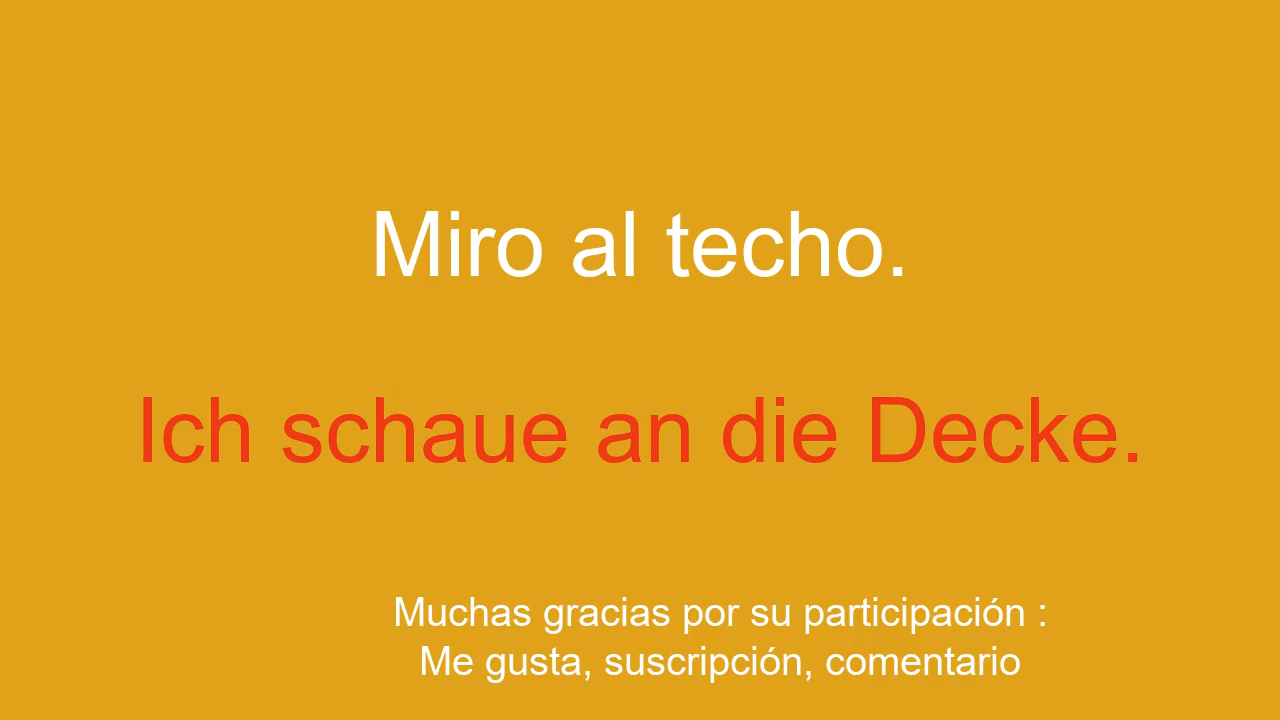 Miro al techo.
Ich schaue an die Decke.
Muchas gracias por su participación :
Me gusta, suscripción, comentario